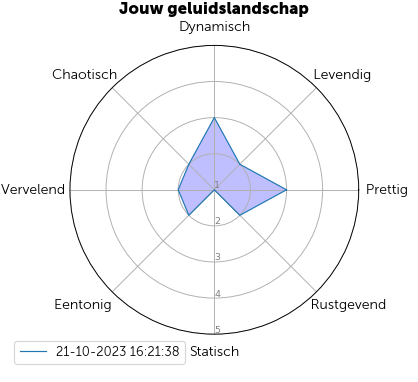 Jouw geluidslandschap
Dynamisch
Chaotisch
Levendig
Vervelend
1
Prettig
2
3
Eentonig
4
Rustgevend
5
21-10-2023 16:21:38
Statisch